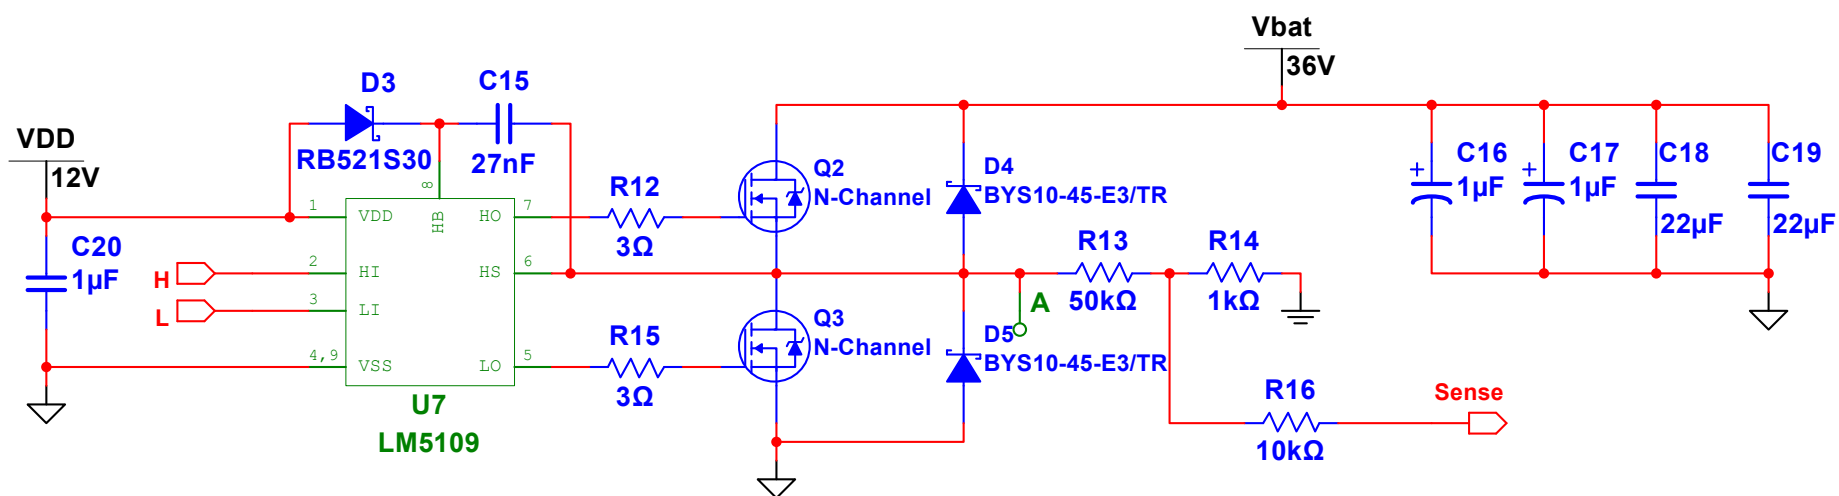 Vbat
36V
D3
C15
RB521S30
27nF
VDD
12V
C20
1µF
H
L
1
VDD
2
HI
3
LI
4,9
VSS
8
HB
HO
7
HS
6
LO
5
U7
LM5109
R12
3Ω
R15
3Ω
Q2
N-Channel
Q3
N-Channel
D4
BYS10-45-E3/TR
D5
BYS10-45-E3/TR
A
R13
50kΩ
R14
1kΩ
R16
10kΩ
Sense
+
C16
1µF
+
C17
1µF
C18
22µF
C19
22µF